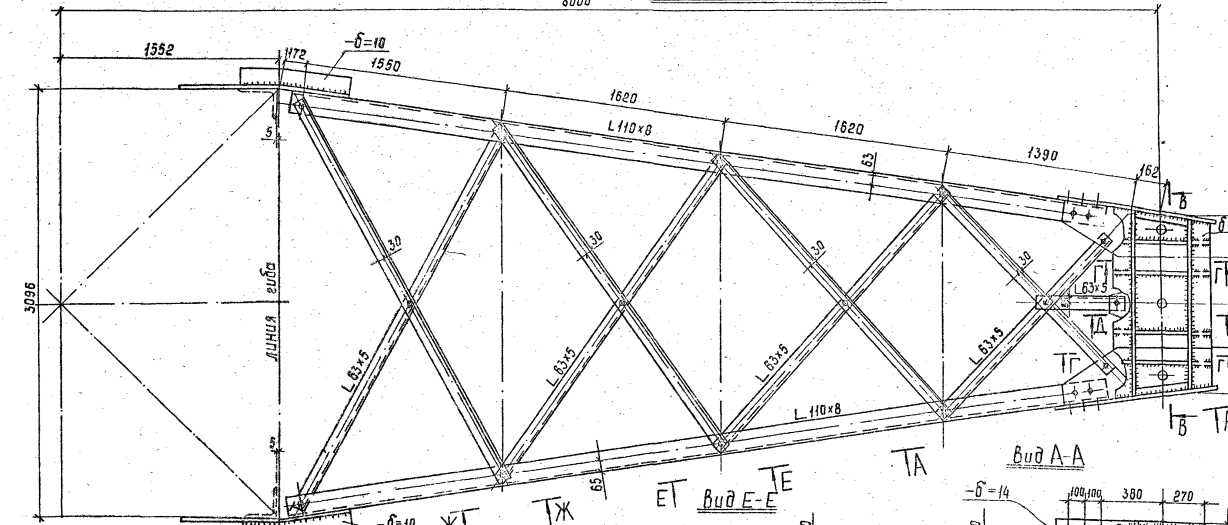 8000
1552
172
-δ=10
1550
1620
1620
1390
162
В
L110×8
63
5
30
30
30
30
δ
Г
Г
L63×5
Д
3096
линия гиба
L63×5
L63×5
L63×5
L63×5
Г
Г
L110×8
5
65
В
-δ=10
ЖТ
Ж
Е
Вид Е-Е
Е
А
Вид А-А
-δ=14
100
100
380
270